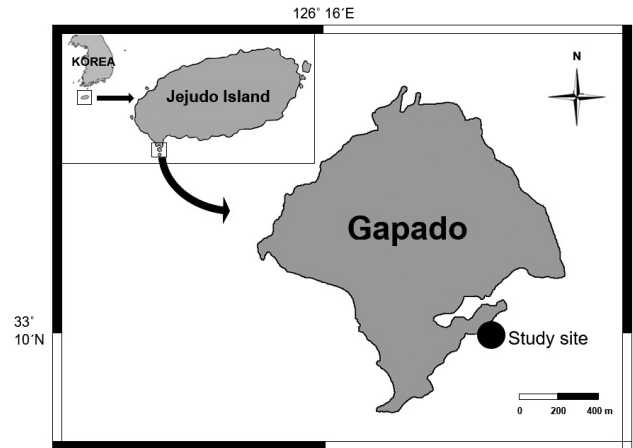 126° 16´E
KOREA
Jejudo Island
N
Gapado
33°
10´N
Study site
0 200 400 m